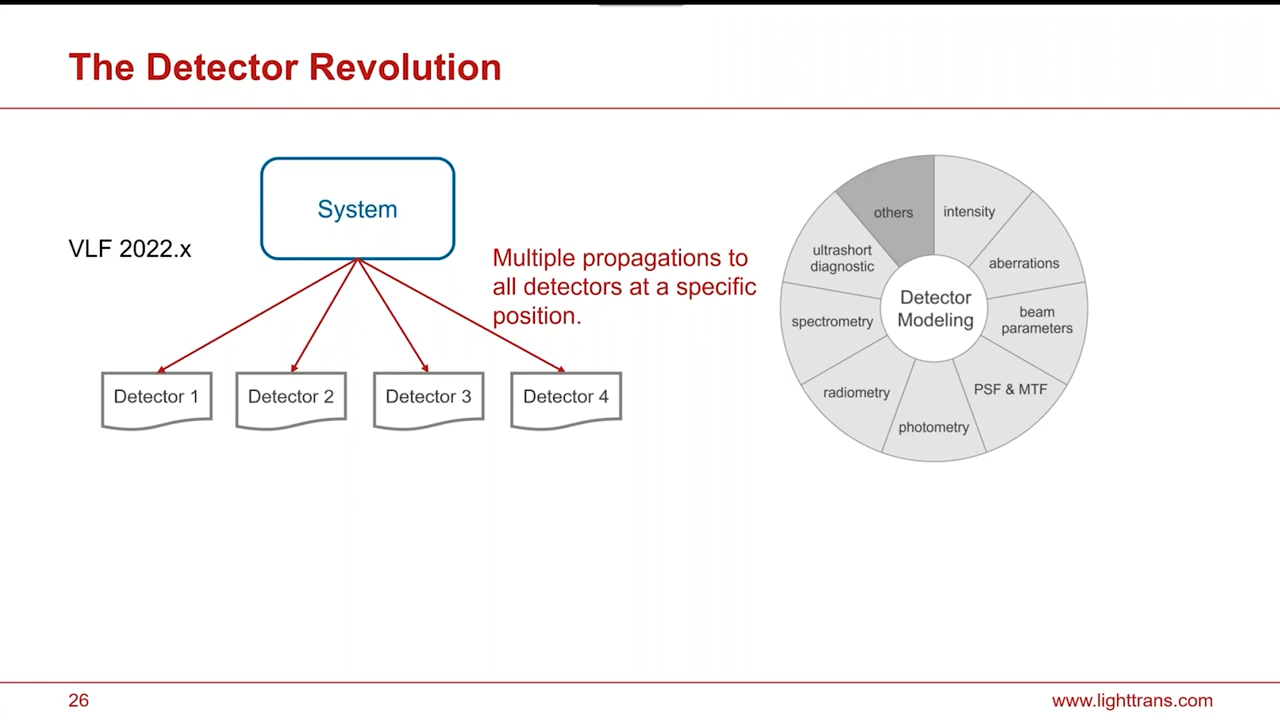 The Detector Revolution
System
VLF 2022.x
Multiple propagations to
all detectors at a specific
position.
Detector 1
Detector 2
Detector 3
Detector 4
others
intensity
ultrashort
diagnostic
aberrations
Detector
Modeling
spectrometry
beam
parameters
radiometry
PSF & MTF
photometry
26
www.lighttrans.com